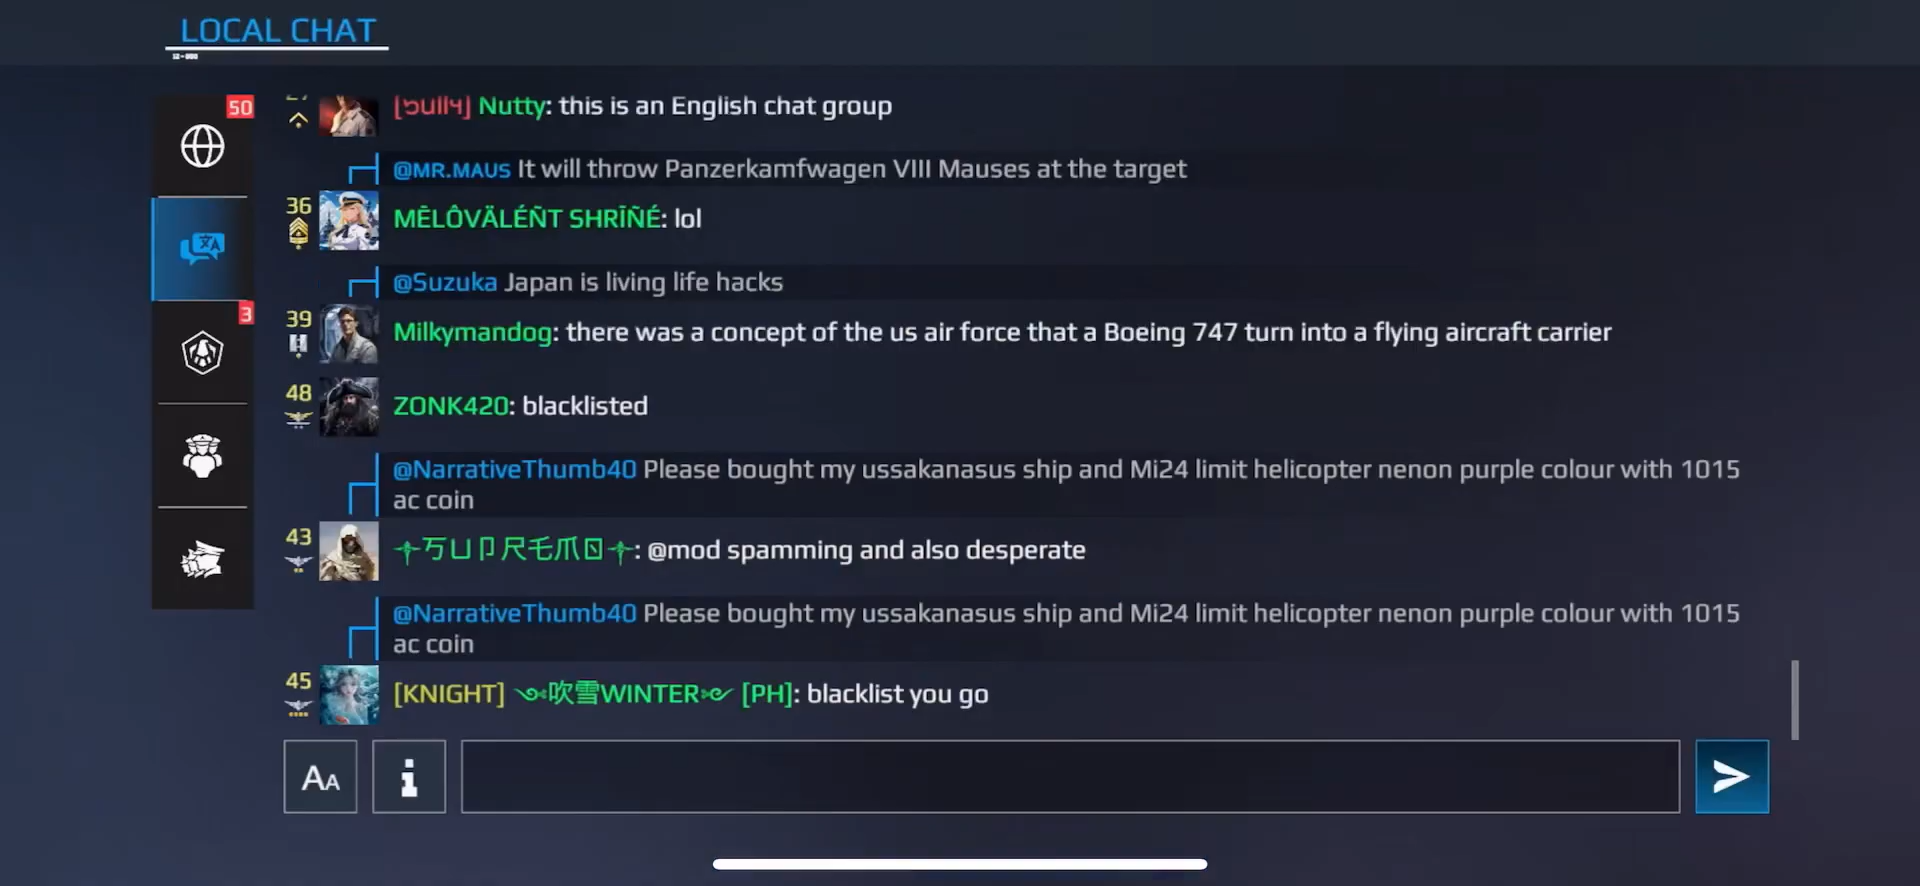 LOCAL CHAT
50
Nutty: this is an English chat group
@MR.MAUS It will throw Panzerkamfwagen VIII Mauses at the target
36
MĒLÔVÄLÉÑT SHRĪÑÉ: lol
@Suzuka Japan is living life hacks
3
39
Milkymandog: there was a concept of the us air force that a Boeing 747 turn into a flying aircraft carrier
48
ZONK420: blacklisted
@NarrativeThumb40 Please bought my ussakanasus ship and Mi24 limit helicopter nenon purple colour with 1015
ac coin
43
: @mod spamming and also desperate
@NarrativeThumb40 Please bought my ussakanasus ship and Mi24 limit helicopter nenon purple colour with 1015
ac coin
45
[KNIGHT] 吹雪WINTER [PH]: blacklist you go
AA
i